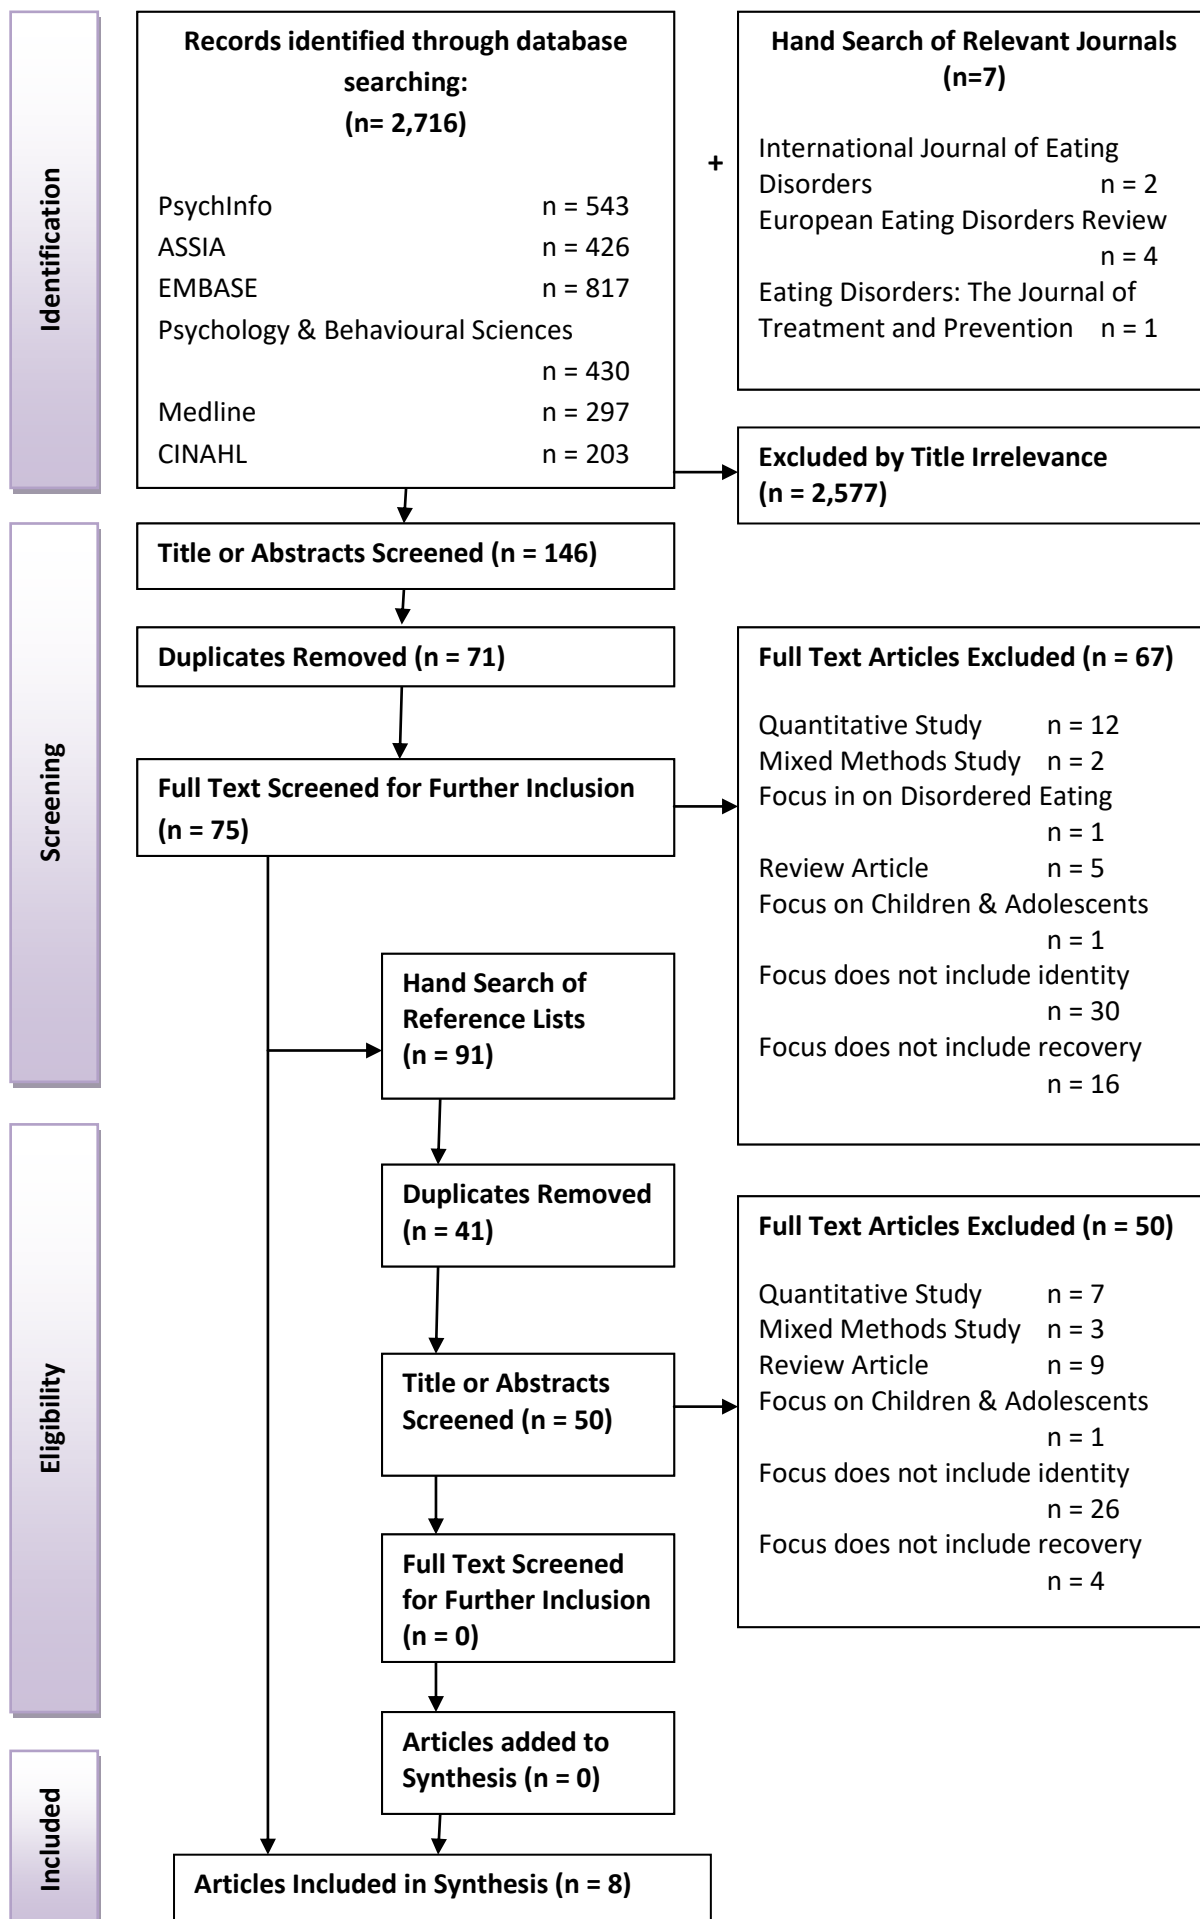 Identification
Records identified through database
searching:
(n= 2,716)
PsychInfo n = 543
ASSIA n = 426
EMBASE n = 817
Psychology & Behavioural Sciences
n = 430
Medline n = 297
CINAHL n = 203
+
Hand Search of Relevant Journals
(n=7)
International Journal of Eating
Disorders n = 2
European Eating Disorders Review
n = 4
Eating Disorders: The Journal of
Treatment and Prevention n = 1
Excluded by Title Irrelevance
(n = 2,577)
Screening
Title or Abstracts Screened (n = 146)
Duplicates Removed (n = 71)
Full Text Screened for Further Inclusion
(n = 75)
Full Text Articles Excluded (n = 67)
Quantitative Study n = 12
Mixed Methods Study n = 2
Focus in on Disordered Eating
n = 1
Review Article n = 5
Focus on Children & Adolescents
n = 1
Focus does not include identity
n = 30
Focus does not include recovery
n = 16
Hand Search of
Reference Lists
(n = 91)
Eligibility
Duplicates Removed
(n = 41)
Title or Abstracts
Screened (n = 50)
Full Text Articles Excluded (n = 50)
Quantitative Study n = 7
Mixed Methods Study n = 3
Review Article n = 9
Focus on Children & Adolescents
n = 1
Focus does not include identity
n = 26
Focus does not include recovery
n = 4
Full Text Screened
for Further Inclusion
(n = 0)
Articles added to
Synthesis (n = 0)
Included
Articles Included in Synthesis (n = 8)